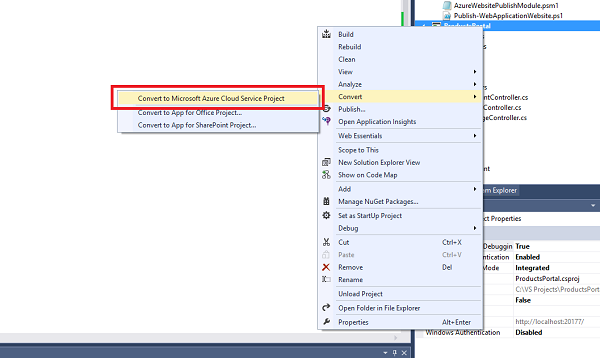 AzureWebsitePublishModule.psm1
Publish-WebApplicationWebsite.ps1
ProductsPortal
Build
Rebuild
Clean
View
Analyze
Convert
Convert to Microsoft Azure Cloud Service Project
Convert to App for Office Project...
Convert to App for SharePoint Project...
Publish...
Open Application Insights
Web Essentials
Scope to This
New Solution Explorer View
Show on Code Map
Add
Manage NuGet Packages...
Set as StartUp Project
Debug
Cut Ctrl+X
Paste Ctrl+V
Remove Del
Rename
Unload Project
Open Folder in File Explorer
Properties Alt+Enter
ntController.cs
er.cs
geController.cs
nt
m Explorer
ct Properties
Debuggin True
thentication Enabled
Mode Integrated
ProductsPortal.csproj
C:\VS Projects\ProductsPor
False
http://localhost:20177/
Windows Authentication Disabled